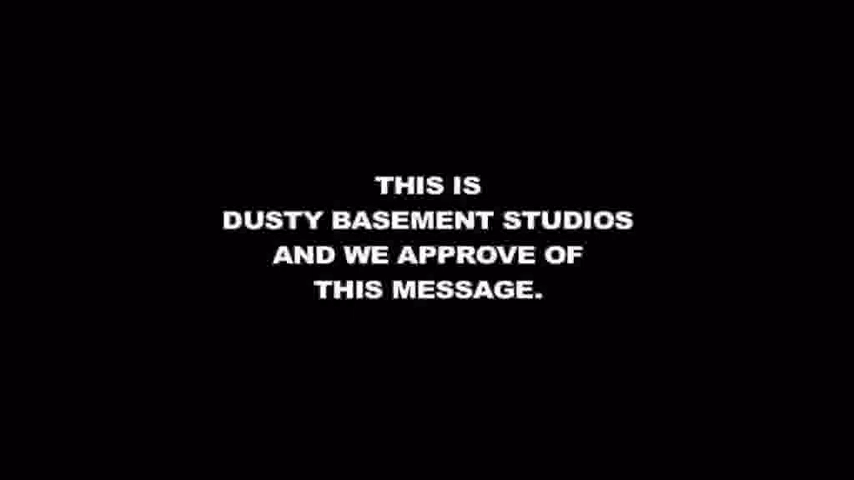 THIS IS
DUSTY BASEMENT STUDIOS
AND WE APPROVE OF
THIS MESSAGE.